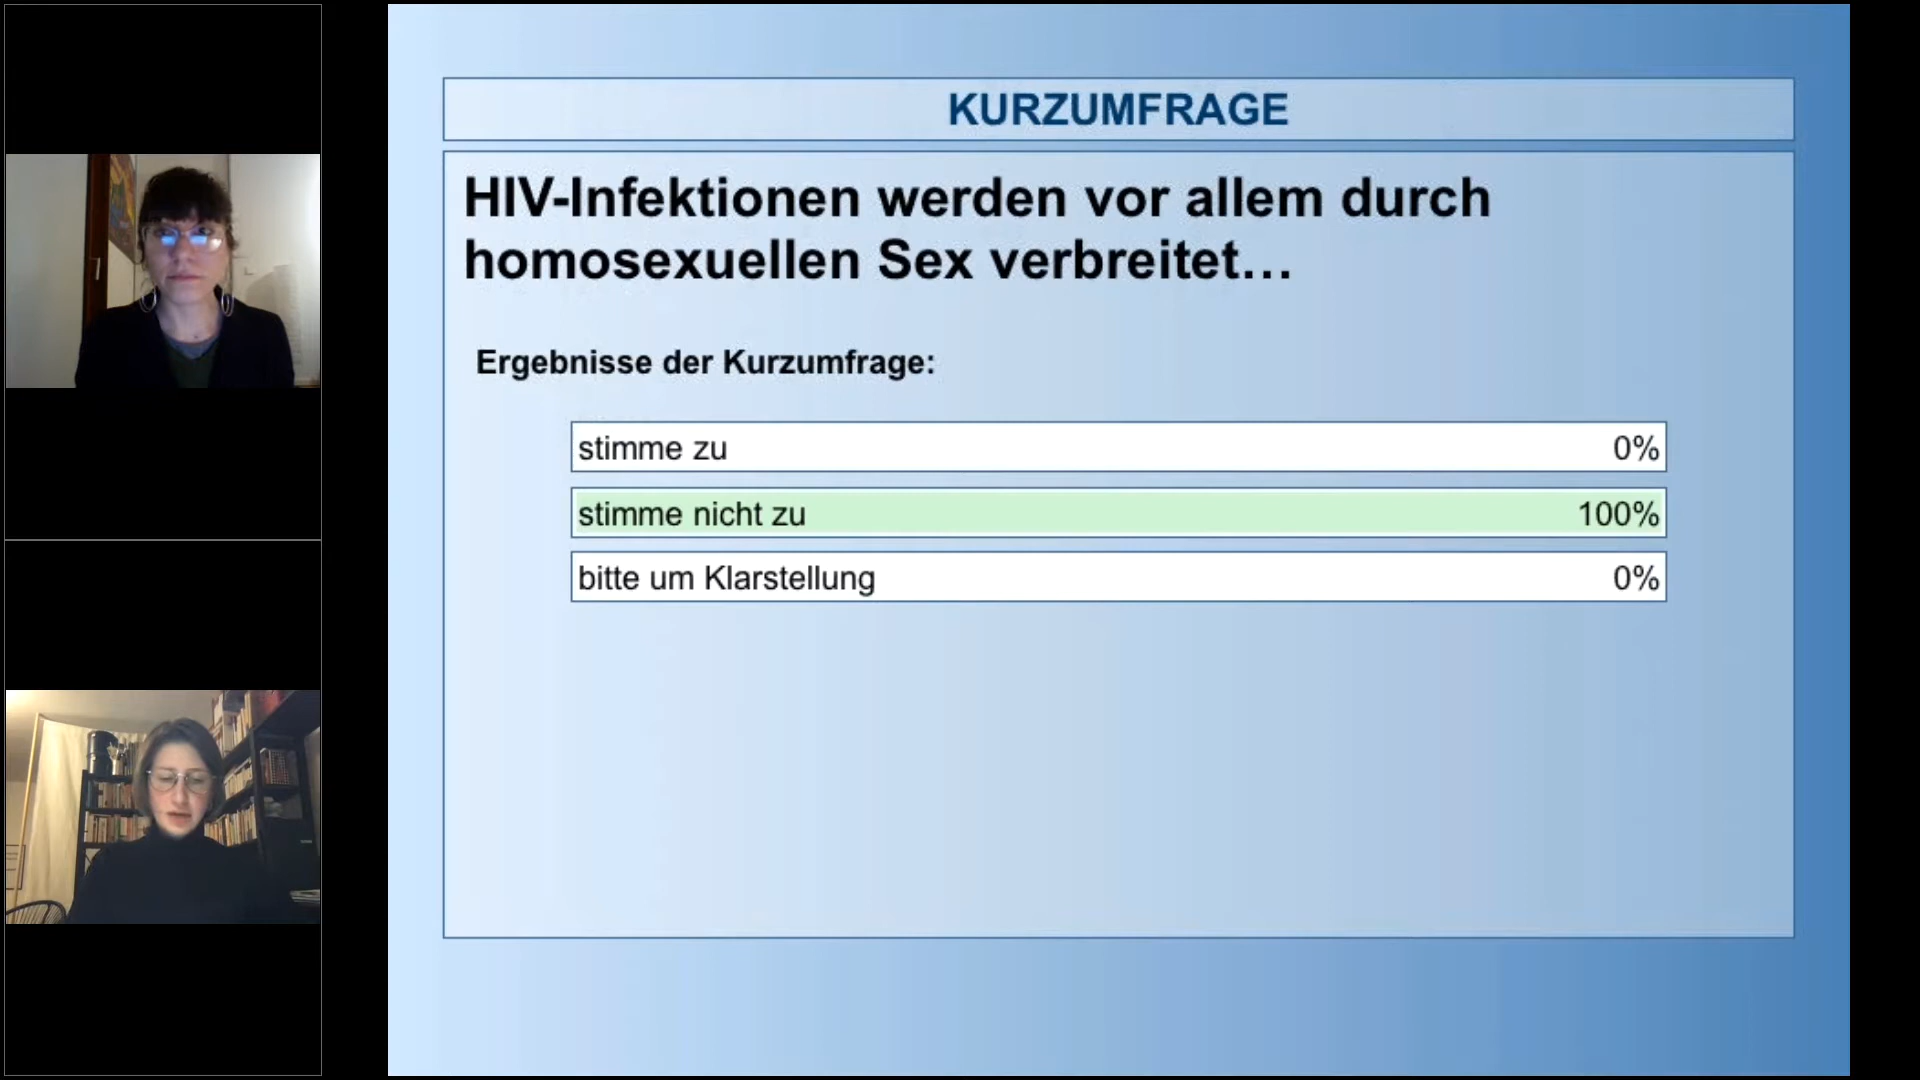 KURZUMFRAGE
HIV-Infektionen werden vor allem durch
homosexuellen Sex verbreitet…
Ergebnisse der Kurzumfrage:
stimme zu 0%
stimme nicht zu 100%
bitte um Klarstellung 0%